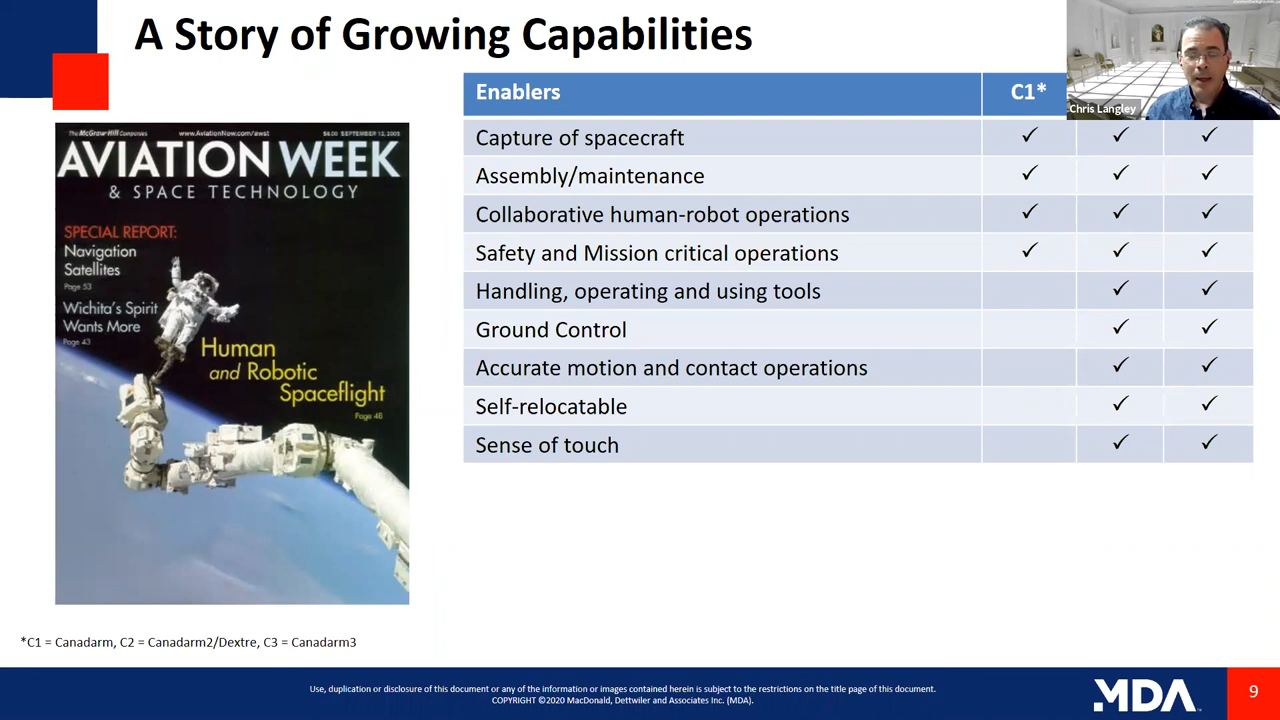 A Story of Growing Capabilities
Chris Langley
The McGraw-Hill Companies
www.AviationNow.com/awst
$6.00 SEPTEMBER 12, 2005
AVIATION WEEK
& SPACE TECHNOLOGY
SPECIAL REPORT:
Navigation
Satellites
Page 53
Wichita's Spirit
Wants More
Page 43
Human
and Robotic
Spaceflight
Page 48
Enablers C1*
Capture of spacecraft ✓ ✓ ✓
Assembly/maintenance ✓ ✓ ✓
Collaborative human-robot operations ✓ ✓ ✓
Safety and Mission critical operations ✓ ✓ ✓
Handling, operating and using tools ✓ ✓
Ground Control ✓ ✓
Accurate motion and contact operations ✓ ✓
Self-relocatable ✓ ✓
Sense of touch ✓ ✓
*C1 = Canadarm, C2 = Canadarm2/Dextre, C3 = Canadarm3
Use, duplication or disclosure of this document or any of the information or images contained herein is subject to the restrictions on the title page of this document.
COPYRIGHT ©2020 MacDonald, Dettwiler and Associates Inc. (MDA).
MDA
9